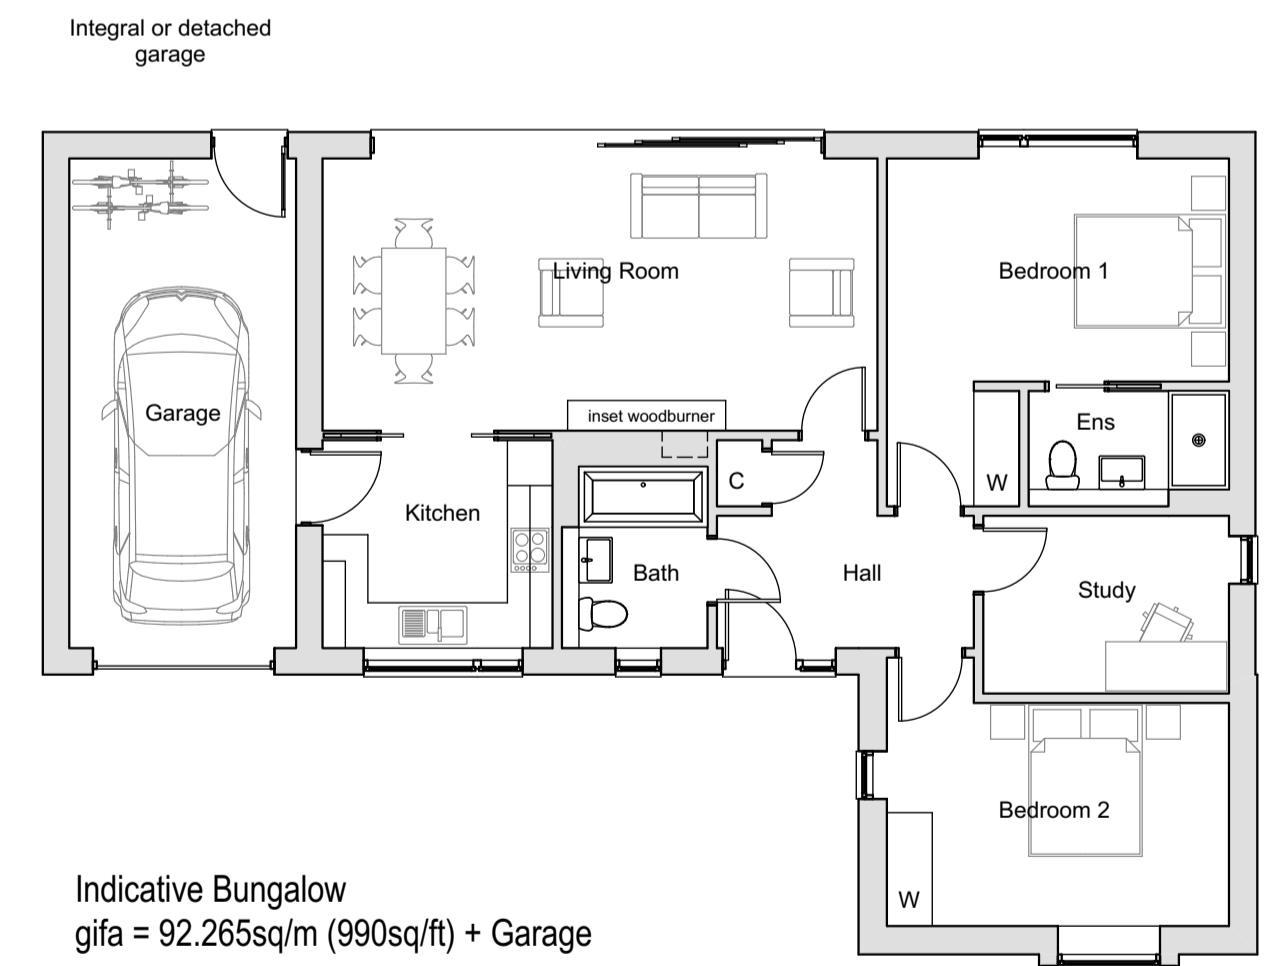 Integral or detached
garage
Living Room
Bedroom 1
Garage
inset woodburner
Ens
C
W
Kitchen
Bath
Hall
Study
Bedroom 2
W
Indicative Bungalow
gifa = 92.265sq/m (990sq/ft) + Garage